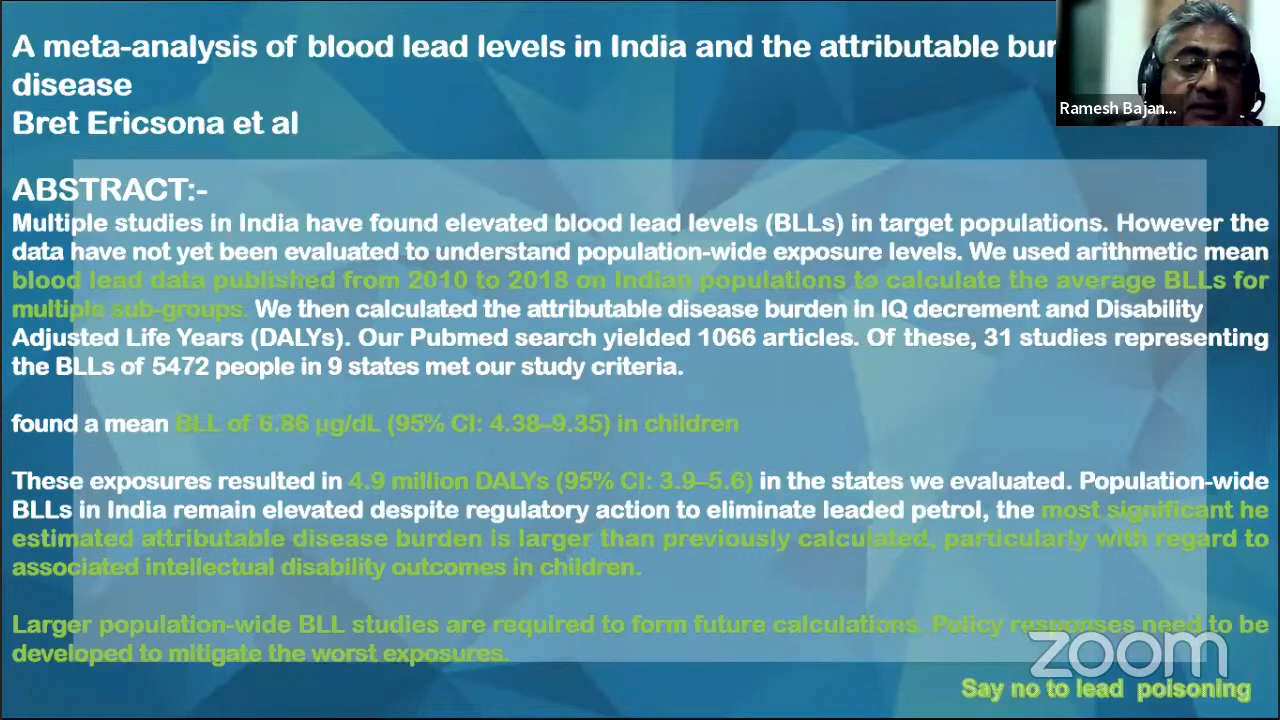 A meta-analysis of blood lead levels in India and the attributable bur
disease
Bret Ericsona et al
Ramesh Bajan...
ABSTRACT:-
Multiple studies in India have found elevated blood lead levels (BLLs) in target populations. However the
data have not yet been evaluated to understand population-wide exposure levels. We used arithmetic mean
blood lead data published from 2010 to 2018 on Indian populations to calculate the average BLLs for
multiple sub-groups. We then calculated the attributable disease burden in IQ decrement and Disability
Adjusted Life Years (DALYs). Our Pubmed search yielded 1066 articles. Of these, 31 studies representing
the BLLs of 5472 people in 9 states met our study criteria.
found a mean BLL of 6.86 μg/dL (95% CI: 4.38–9.35) in children
These exposures resulted in 4.9 million DALYs (95% CI: 3.9–5.6) in the states we evaluated. Population-wide
BLLs in India remain elevated despite regulatory action to eliminate leaded petrol, the most significant he
estimated attributable disease burden is larger than previously calculated, particularly with regard to
associated intellectual disability outcomes in children.
Larger population-wide BLL studies are required to form future calculations. Policy responses need to be
developed to mitigate the worst exposures.
zoom
Say no to lead poisoning